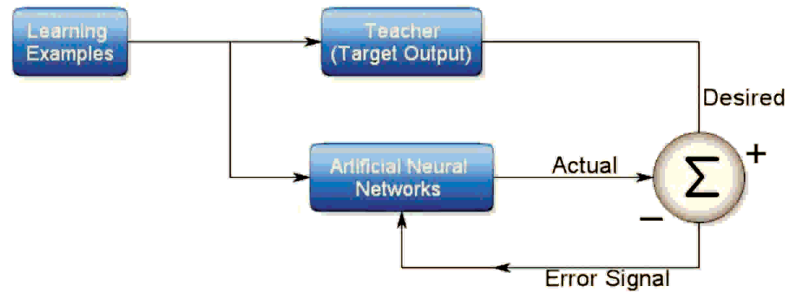 Learning
Examples
Teacher
(Target Output)
Desired
Artificial Neural
Networks
Actual
Σ
+
−
Error Signal